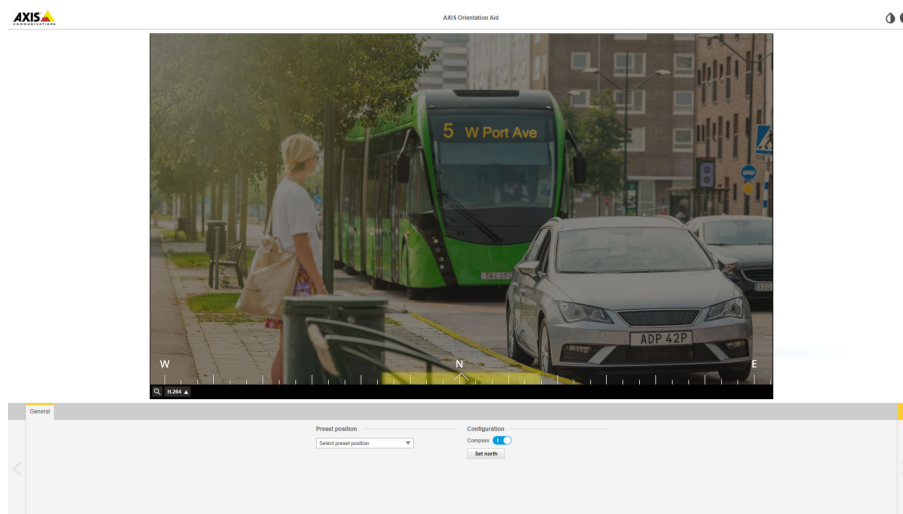 AXIS
COMMUNICATIONS
AXIS Orientation Aid
5 W Port Ave
ADP 42P
W
N
E
H.264
General
Preset position
Select preset position
Configuration
Compass
Set north